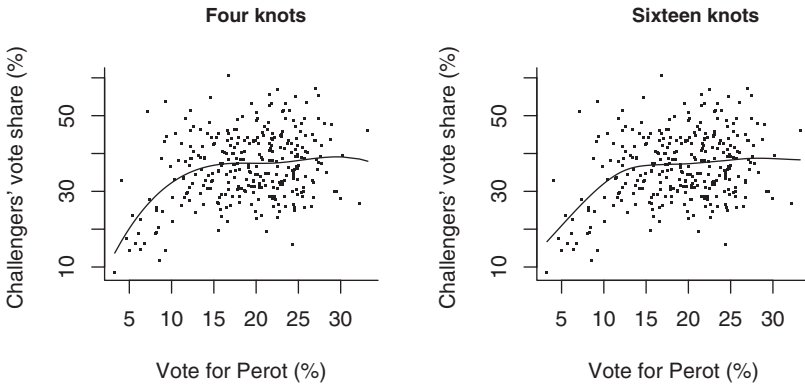 Four knots
Challengers' vote share (%)
50
30
10
5 10 15 20 25 30
Vote for Perot (%)
Sixteen knots
Challengers' vote share (%)
50
30
10
5 10 15 20 25 30
Vote for Perot (%)